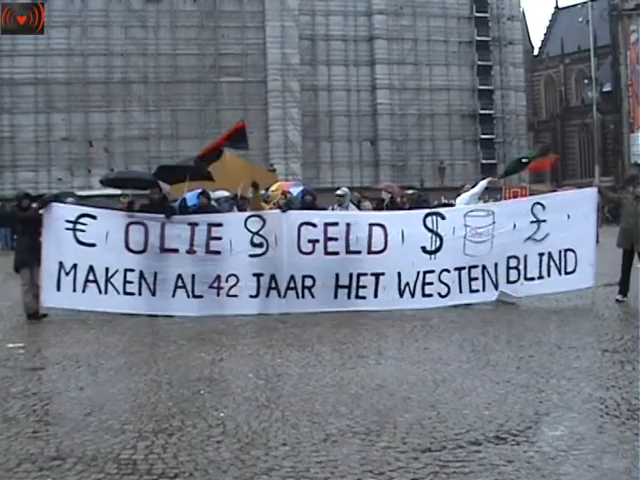 € OLIE & GELD $ £
MAKEN AL 42 JAAR HET WESTEN BLIND